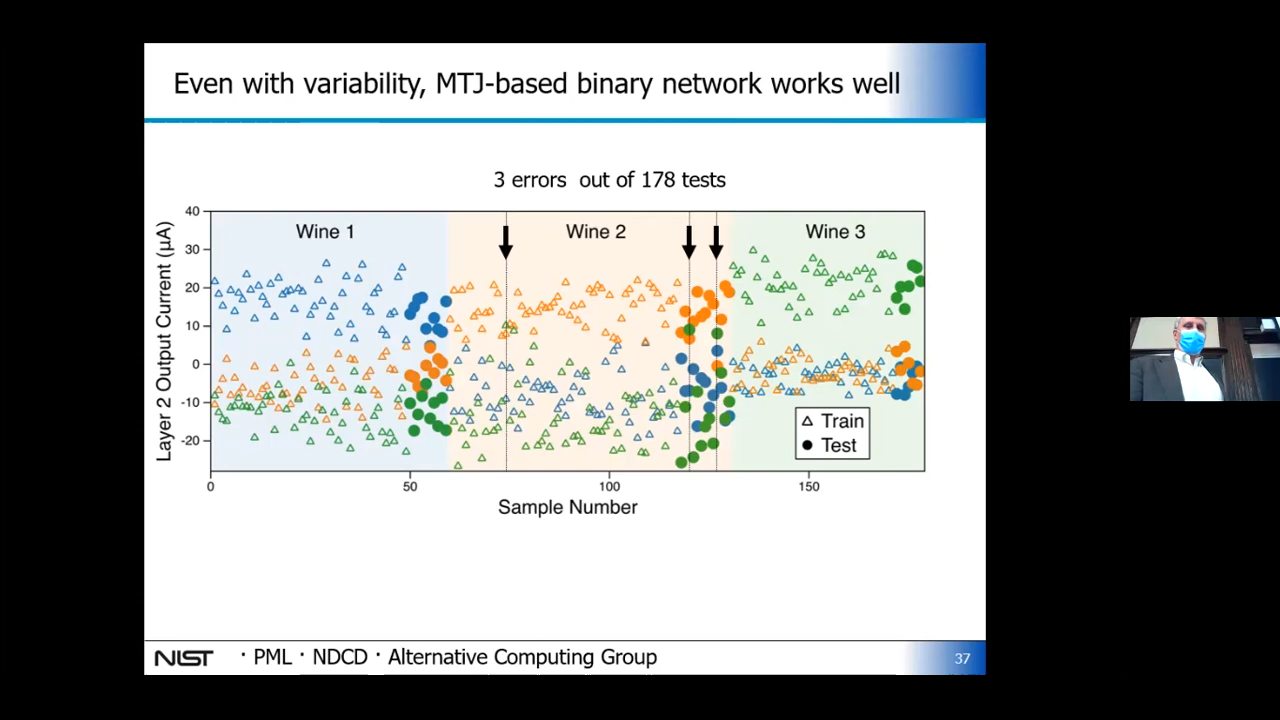 Even with variability, MTJ-based binary network works well
3 errors out of 178 tests
Layer 2 Output Current (µA)
40
30
20
10
0
-10
-20
Wine 1
Wine 2
Wine 3
Train
Test
0
50
100
150
Sample Number
NIST · PML · NDCD · Alternative Computing Group
37